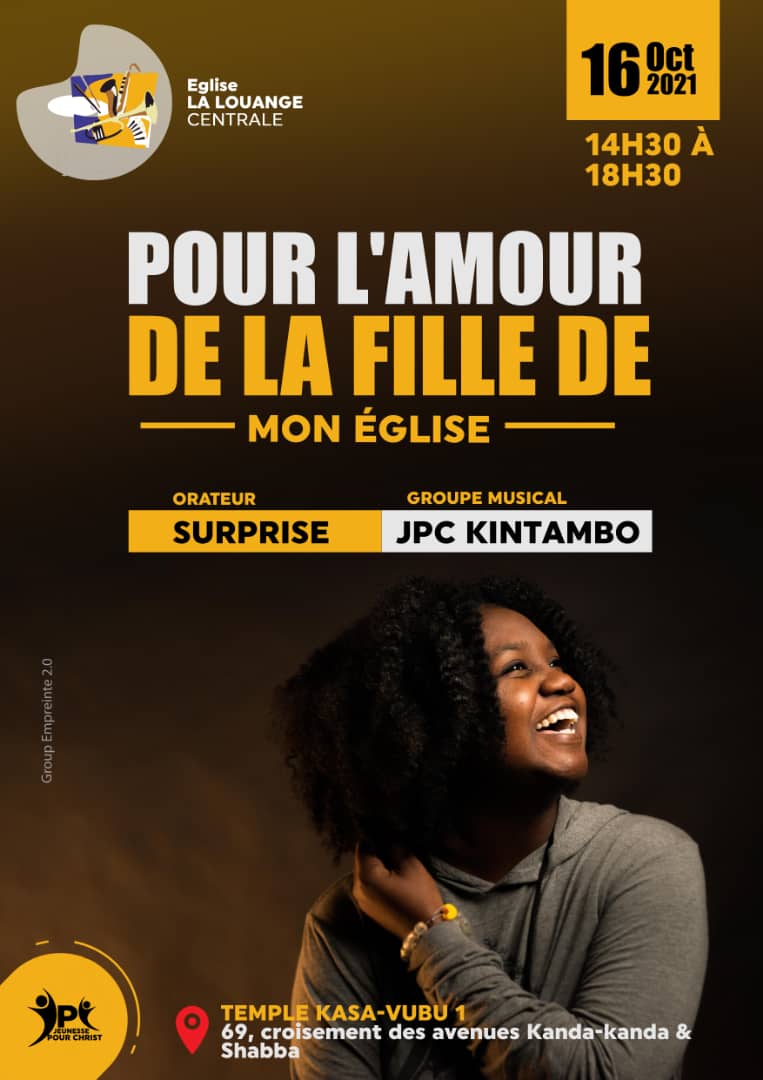 Eglise
LA LOUANGE
CENTRALE
16 Oct
2021
14H30 À
18H30
POUR L'AMOUR
DE LA FILLE DE
MON ÉGLISE
ORATEUR
SURPRISE
GROUPE MUSICAL
JPC KINTAMBO
Group Empreinte 2.0
JPC
JEUNESSE
POUR CHRIST
TEMPLE KASA-VUBU 1
69, croisement des avenues Kanda-kanda &
Shabba